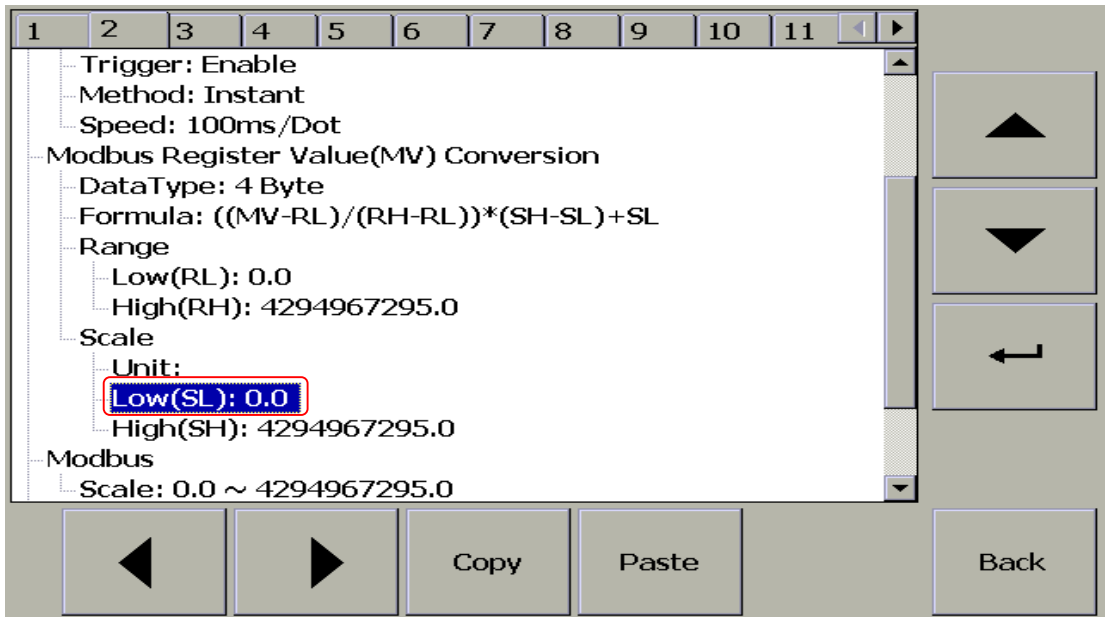 1 2 3 4 5 6 7 8 9 10 11
Trigger: Enable
Method: Instant
Speed: 100ms/Dot
Modbus Register Value(MV) Conversion
DataType: 4 Byte
Formula: ((MV-RL)/(RH-RL))*(SH-SL)+SL
Range
Low(RL): 0.0
High(RH): 4294967295.0
Scale
Unit:
Low(SL): 0.0
High(SH): 4294967295.0
Modbus
Scale: 0.0 ~ 4294967295.0
Copy Paste Back